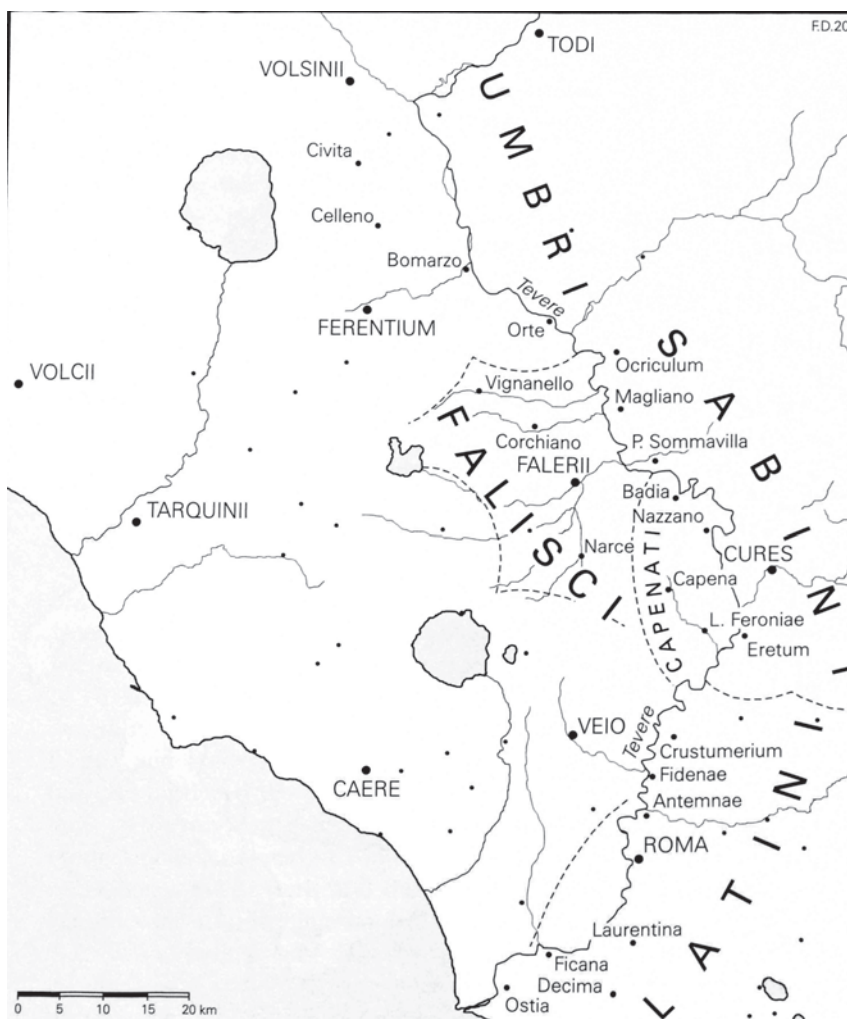 F.D.20
TODI
VOLSINII
UMBRI
Civita
Celleno
Bomarzo
Tevere
FERENTIUM
Orte
SABINI
Ocriculum
VOLCII
Vignanello
Magliano
FALISCI
Corchiano
P. Sommavilla
FALERII
Badia
TARQUINII
Nazzano
Narce
CURES
CAPENATI
Capena
L. Feroniae
Eretum
VEIO
Tevere
Crustumerium
CAERE
Fidenae
Antemnae
ROMA
LATINI
Laurentina
Ficana
Decima
Ostia
0 5 10 15 20 km